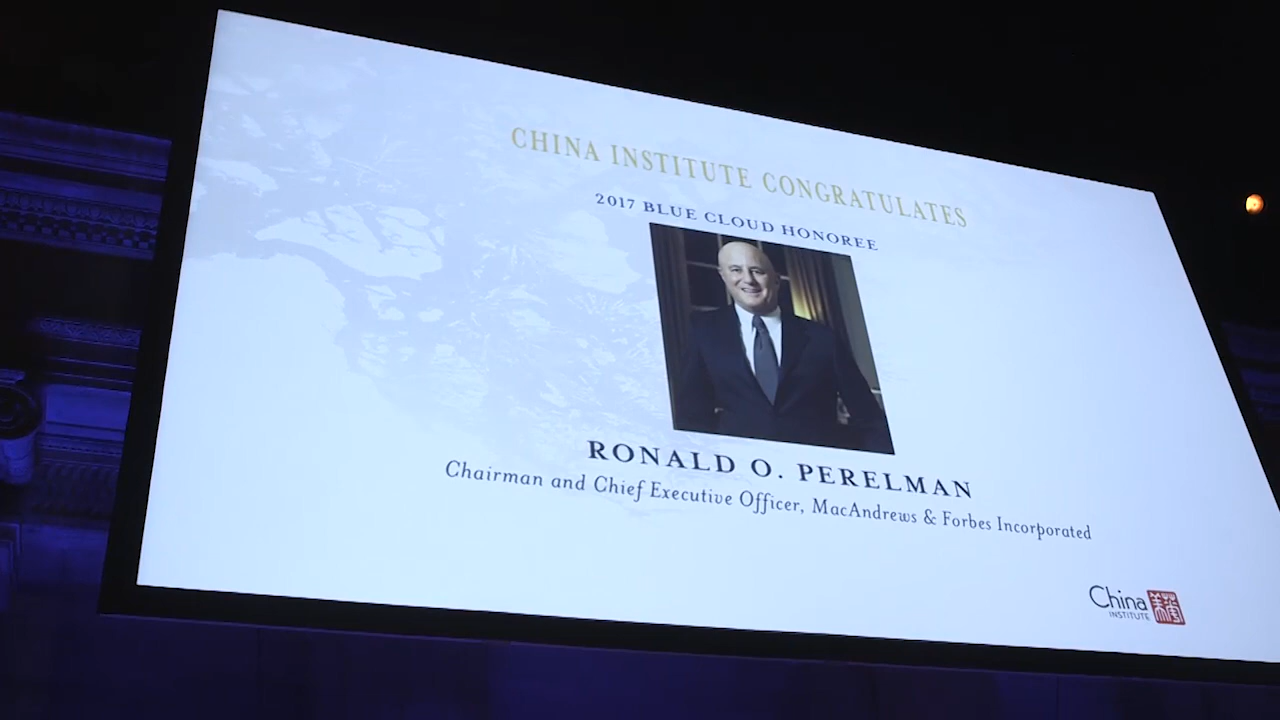 CHINA INSTITUTE CONGRATULATES
2017 BLUE CLOUD HONOREE
RONALD O. PERELMAN
Chairman and Chief Executive Officer, MacAndrews & Forbes Incorporated
China
INSTITUTE